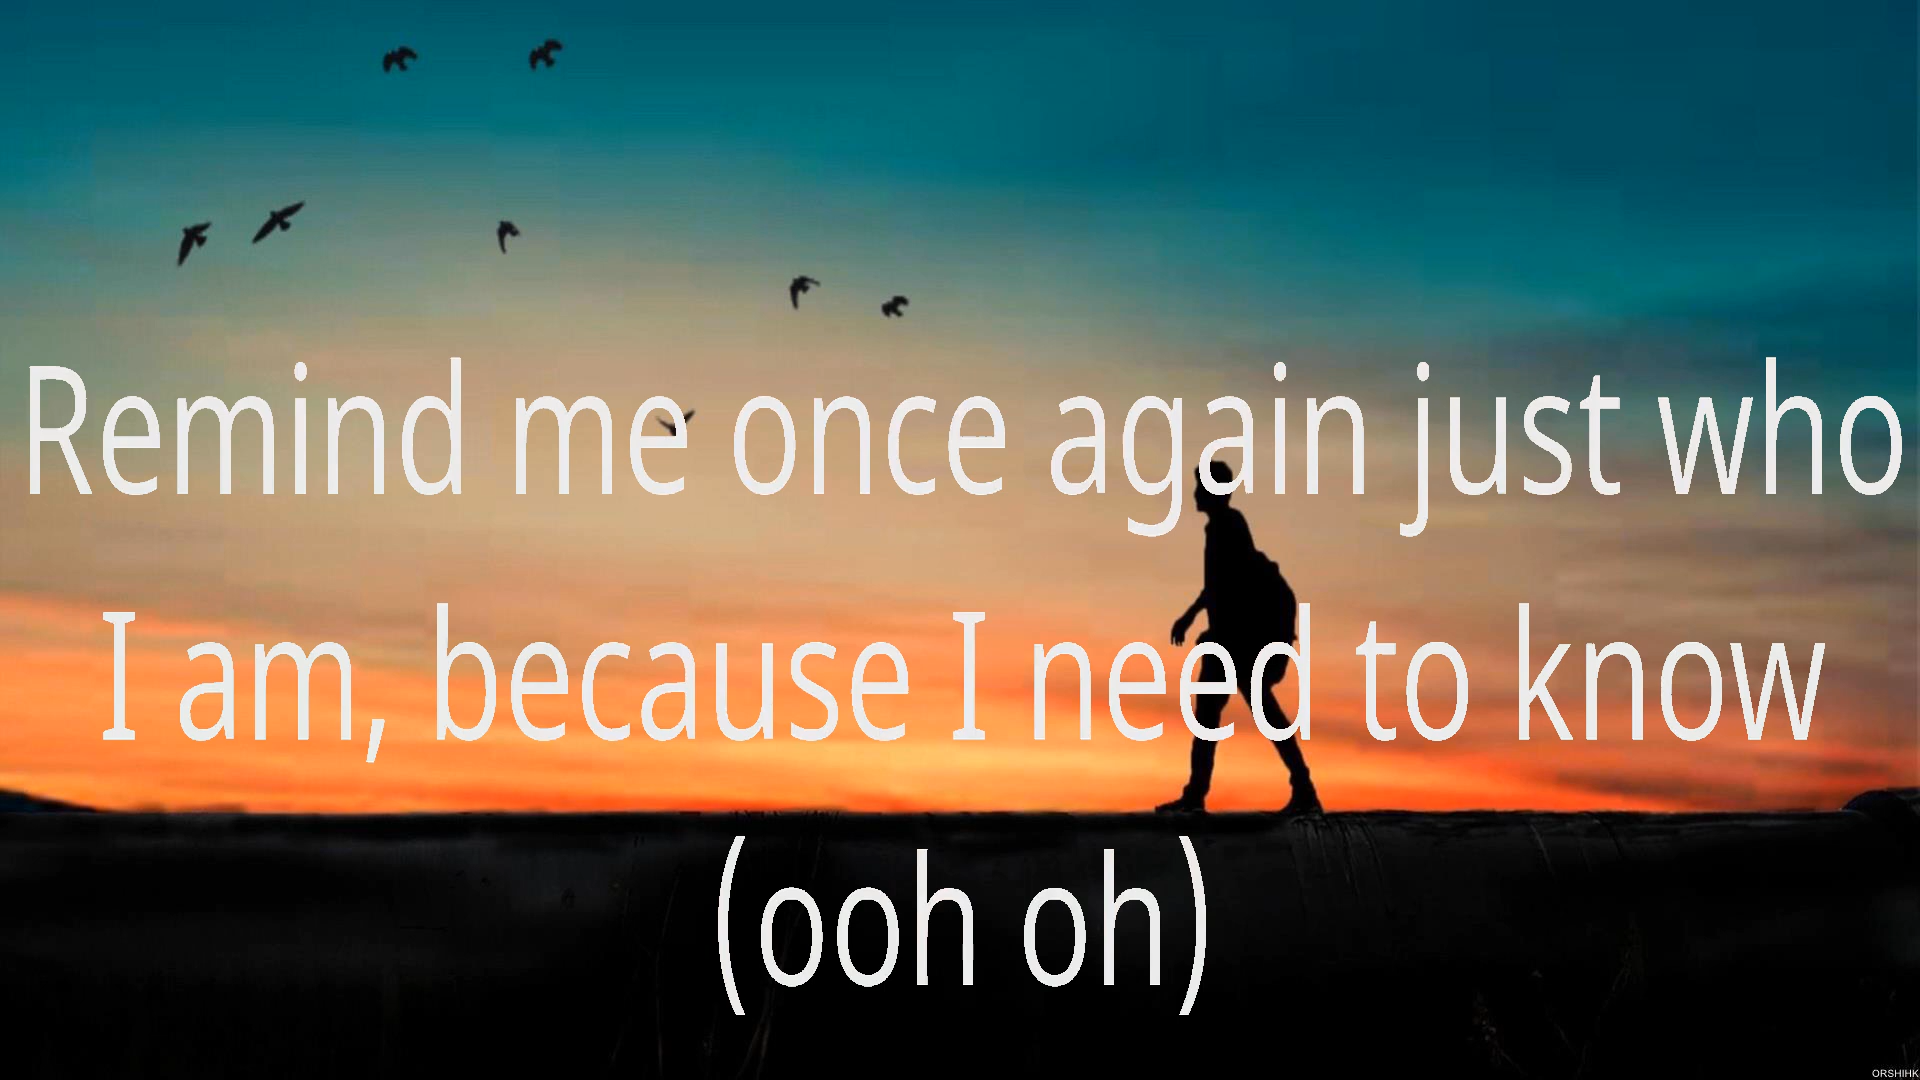 Remind me once again just who
I am, because I need to know
(ooh oh)
ORSHIHK